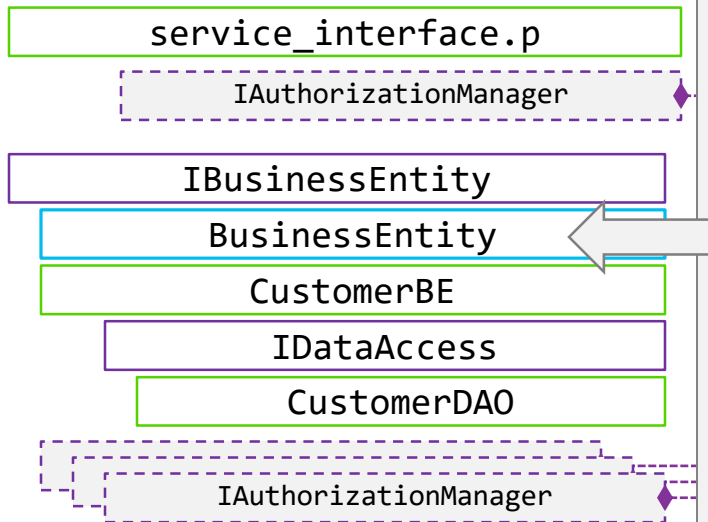 service_interface.p
IAuthorizationManager
IBusinessEntity
BusinessEntity
CustomerBE
IDataAccess
CustomerDAO
IAuthorizationManager